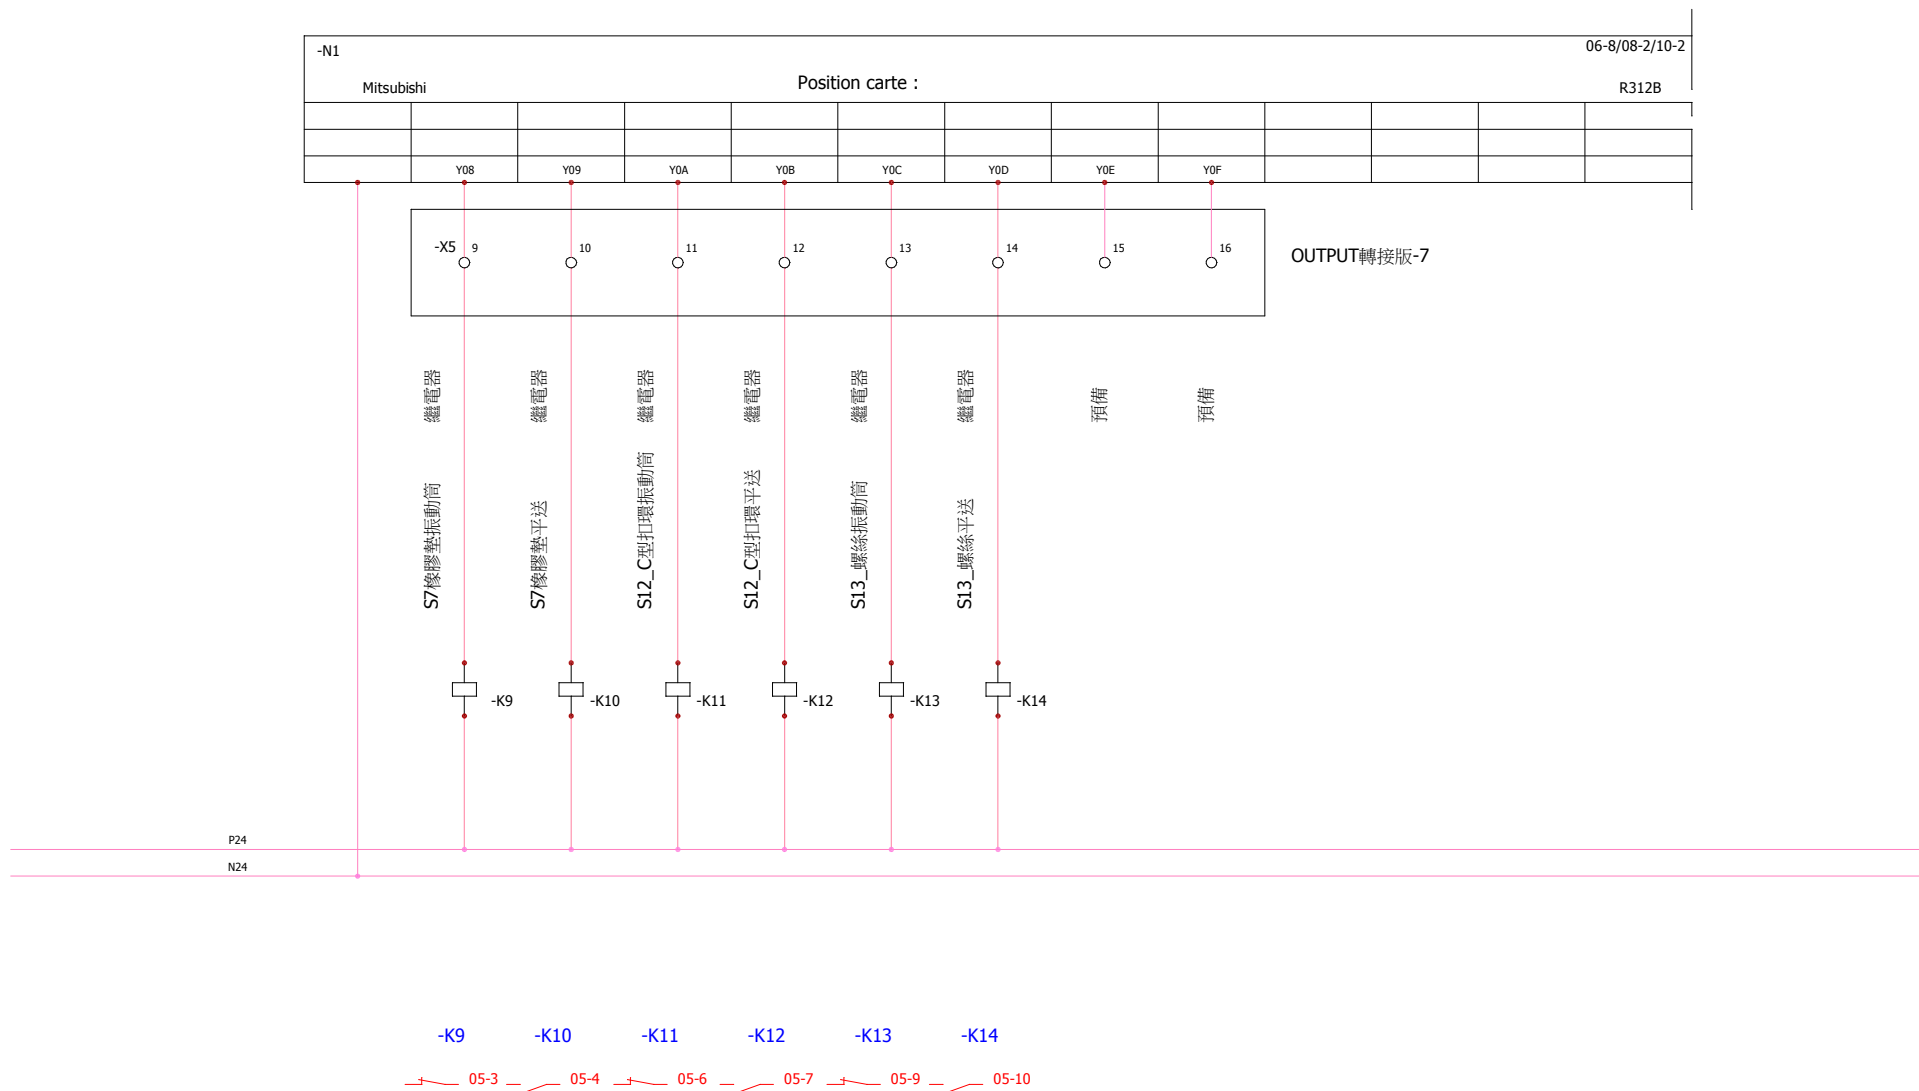 -N1
06-8/08-2/10-2
Mitsubishi
Position carte :
R312B
Y08
Y09
Y0A
Y0B
Y0C
Y0D
Y0E
Y0F
-X5
9
10
11
12
13
14
15
16
OUTPUT轉接版-7
S7橡膠墊振動筒 繼電器
S7橡膠墊平送 繼電器
S12_C型扣環振動筒 繼電器
S12_C型扣環平送 繼電器
S13_螺絲振動筒 繼電器
S13_螺絲平送 繼電器
預備
預備
-K9
-K10
-K11
-K12
-K13
-K14
P24
N24
-K9
-K10
-K11
-K12
-K13
-K14
05-3
05-4
05-6
05-7
05-9
05-10